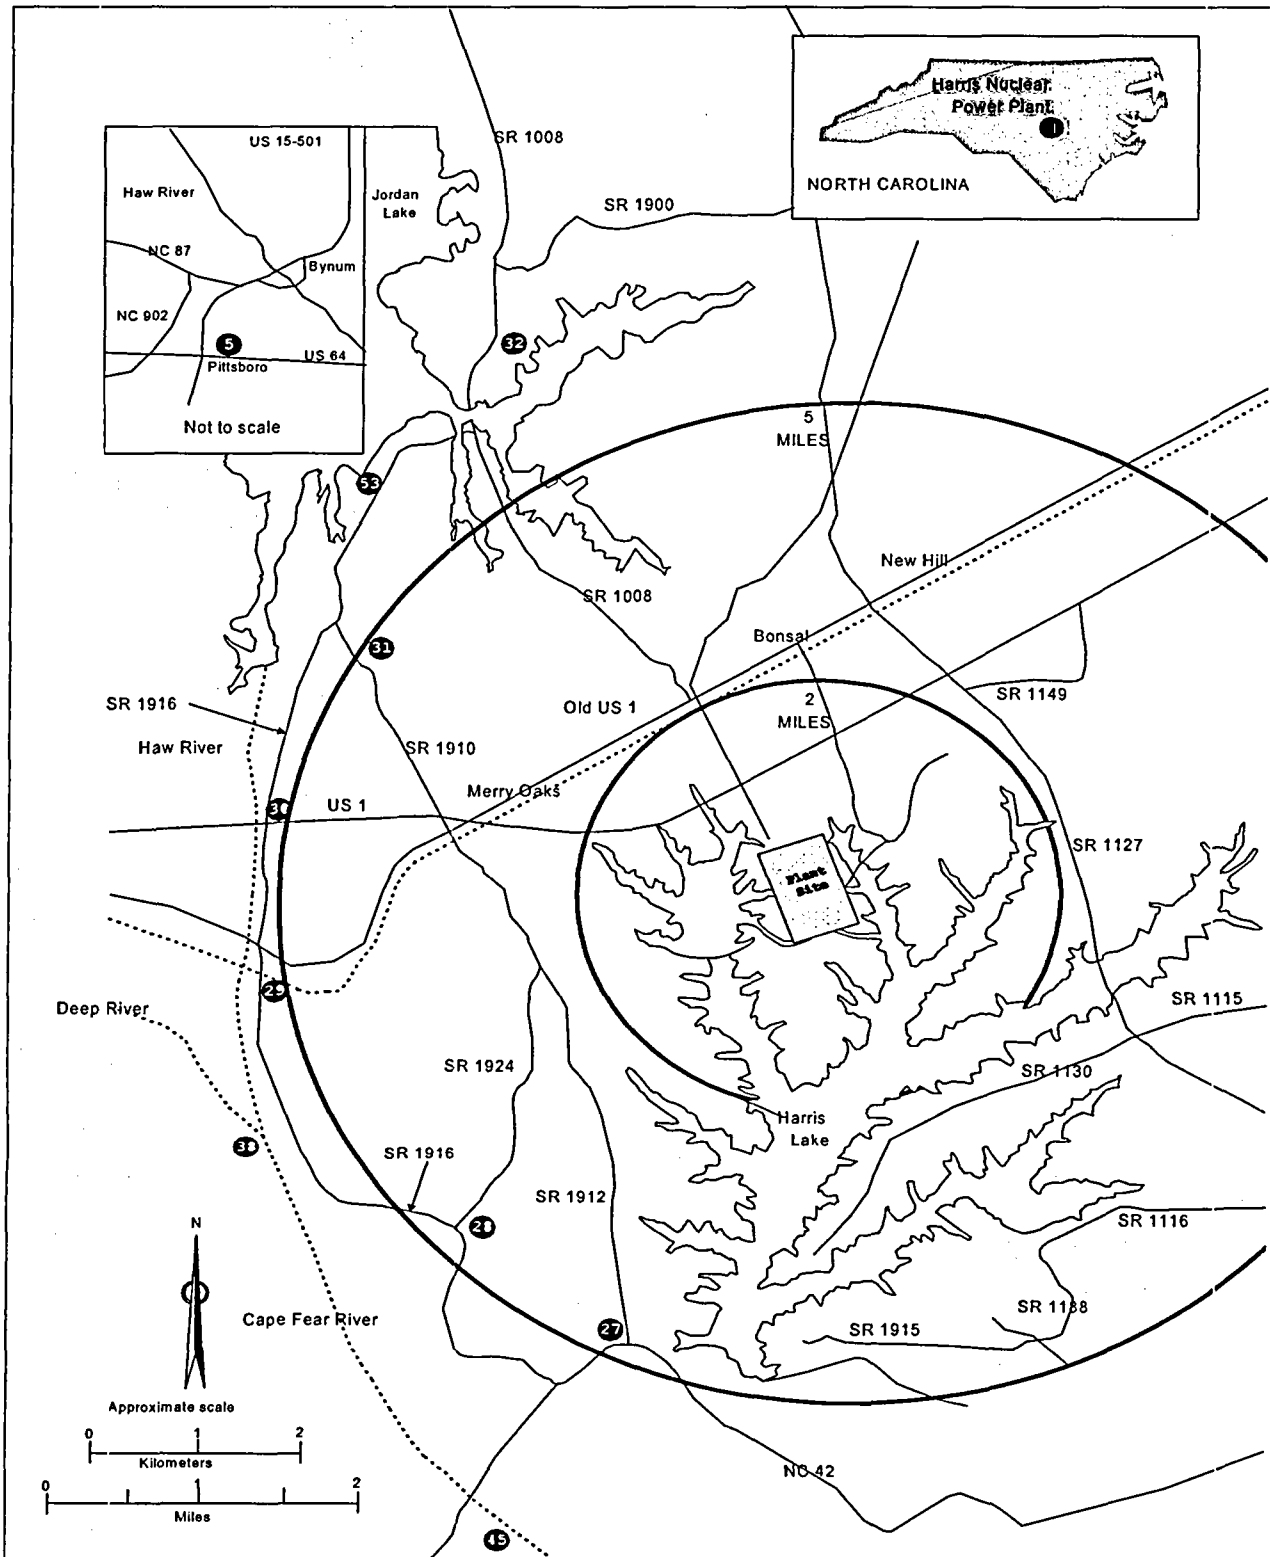 Harris Nuclear
Power Plant
1
NORTH CAROLINA
US 15-501
Haw River
NC 87
Bynum
NC 902
5
US 64
Pittsboro
Not to scale
SR 1008
Jordan
Lake
SR 1900
32
5
MILES
53
New Hill
SR 1008
Bonsal
31
SR 1149
2
MILES
Old US 1
SR 1916
Haw River
SR 1910
Merry Oaks
30
US 1
SR 1127
Plant
Site
29
Deep River
SR 1115
SR 1924
SR 1130
Harris
Lake
38
SR 1916
SR 1912
28
SR 1116
N
Cape Fear River
27
SR 1138
SR 1915
Approximate scale
0 1 2
Kilometers
0 1 2
Miles
NC 42
45